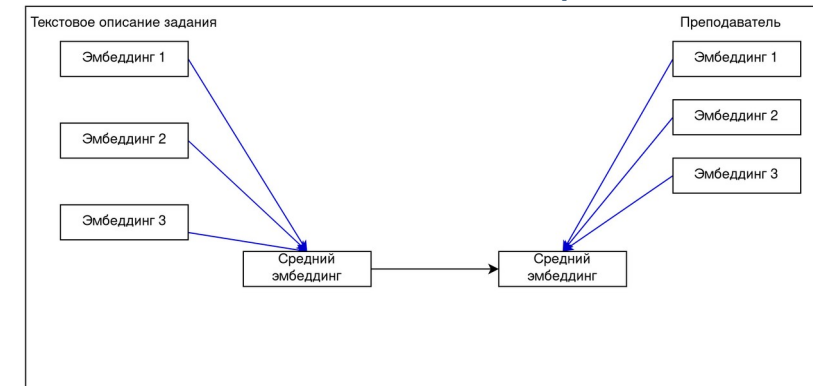 Текстовое описание задания
Преподаватель
Эмбеддинг 1
Эмбеддинг 1
Эмбеддинг 2
Эмбеддинг 2
Эмбеддинг 3
Эмбеддинг 3
Средний
эмбеддинг
Средний
эмбеддинг